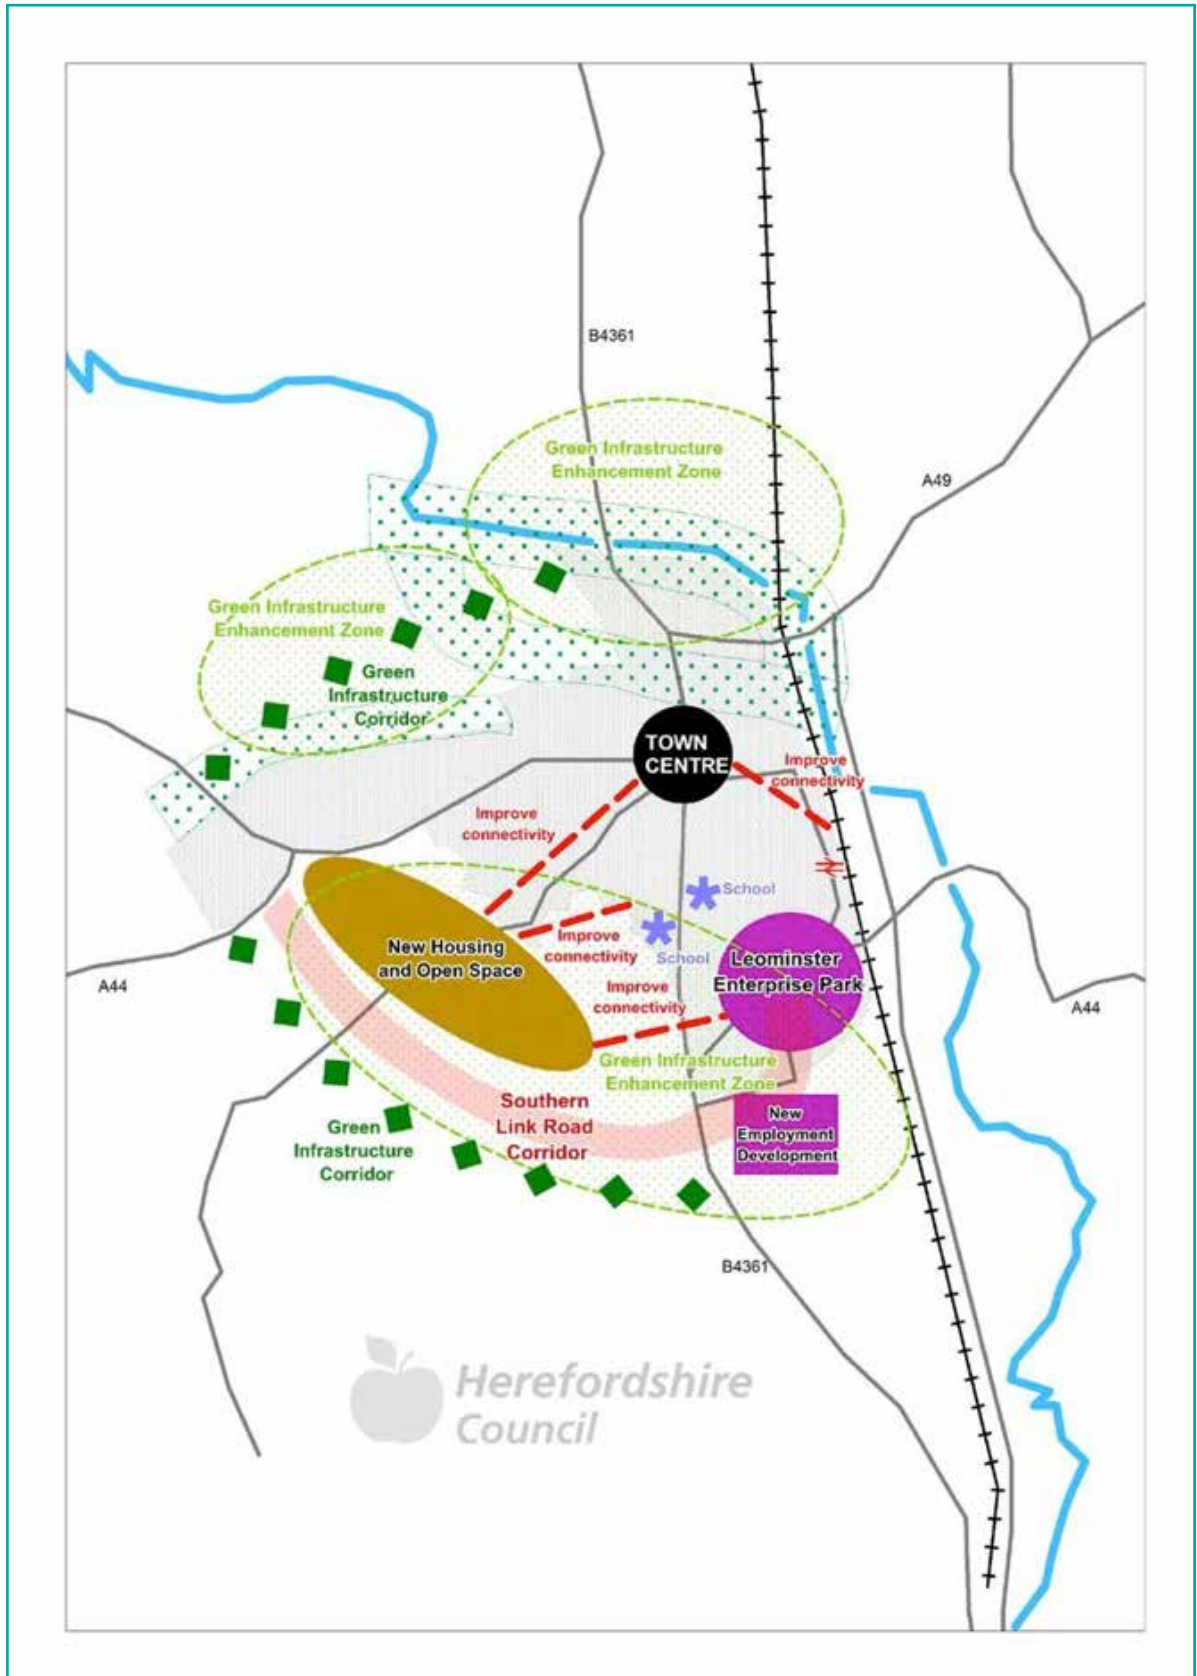 B4361
Green Infrastructure
Enhancement Zone
A49
Green Infrastructure
Enhancement Zone
Green
Infrastructure
Corridor
TOWN
CENTRE
Improve
connectivity
Improve
connectivity
School
New Housing
and Open Space
Improve
connectivity
School
Leominster
Enterprise Park
A44
Improve
connectivity
A44
Green Infrastructure
Enhancement Zone
Southern
Link Road
Corridor
New
Employment
Development
Green
Infrastructure
Corridor
B4361
Herefordshire
Council